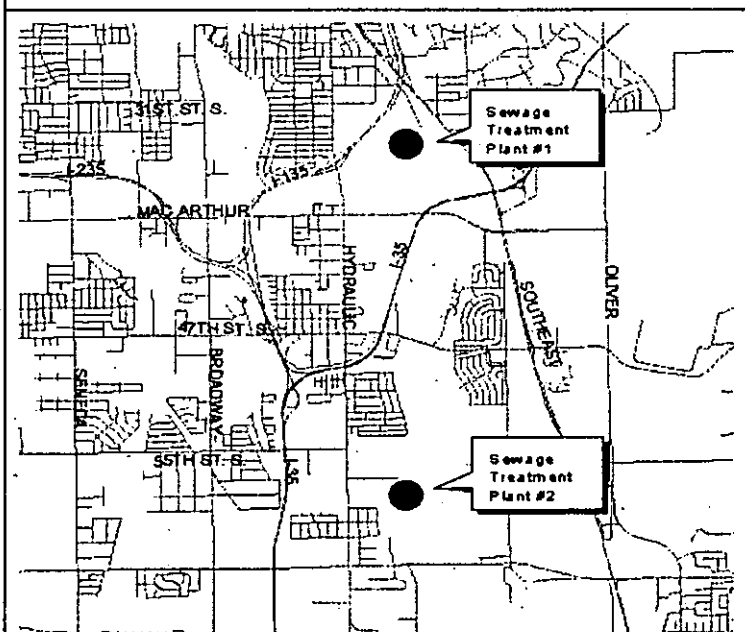 31ST. ST S.
Sewage
Treatment
Plant #1
I-235
I-135
MAC ARTHUR
HYDRAULIC
I-35
SOUTHEAST
OLIVER
47TH ST. S.
BROADWAY
SENECA
55TH ST. S.
I-35
Sewage
Treatment
Plant #2